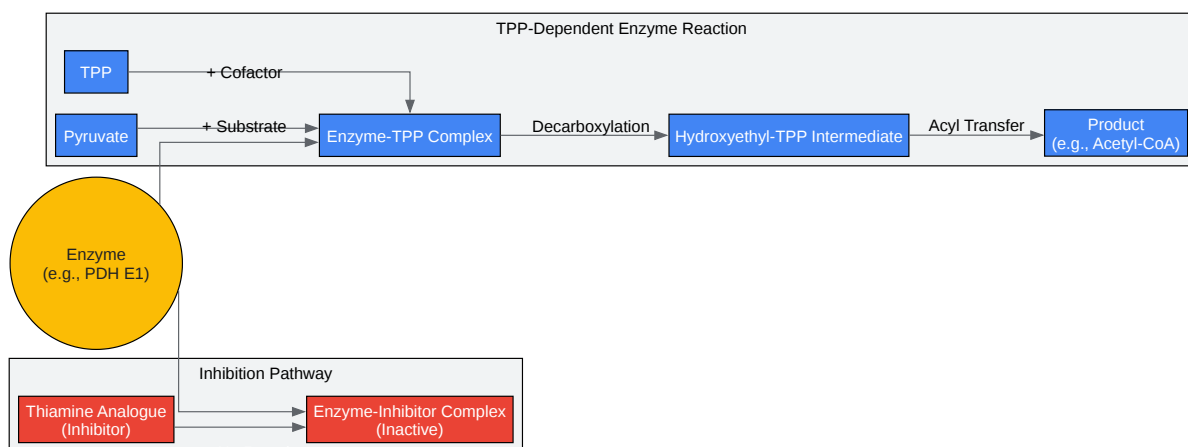 TPP-Dependent Enzyme Reaction
TPP
+ Cofactor
Pyruvate
+ Substrate
Enzyme-TPP Complex
Decarboxylation
Hydroxyethyl-TPP Intermediate
Acyl Transfer
Product
(e.g., Acetyl-CoA)
Enzyme
(e.g., PDH E1)
Inhibition Pathway
Thiamine Analogue
(Inhibitor)
Enzyme-Inhibitor Complex
(Inactive)